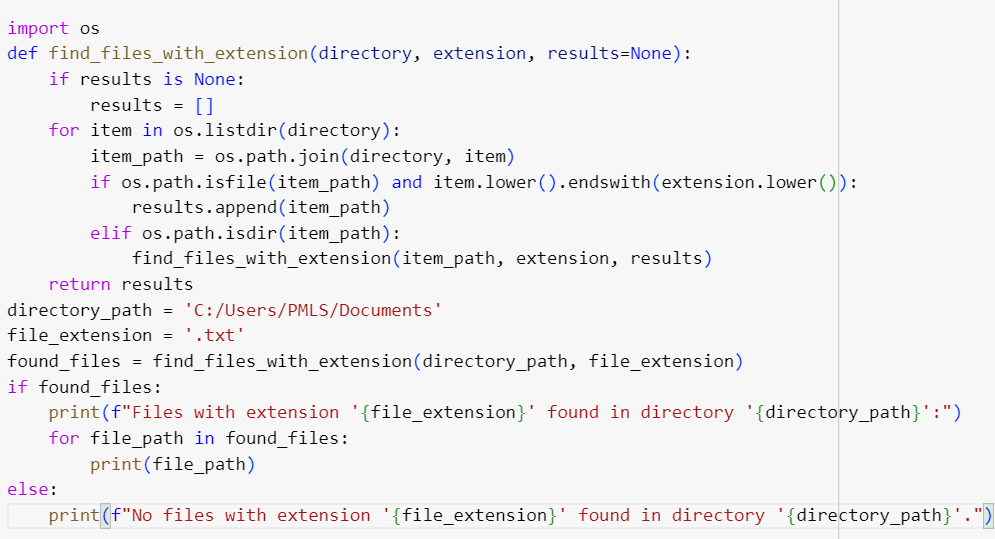 import os
def find_files_with_extension(directory, extension, results=None):
    if results is None:
        results = []
    for item in os.listdir(directory):
        item_path = os.path.join(directory, item)
        if os.path.isfile(item_path) and item.lower().endswith(extension.lower()):
            results.append(item_path)
        elif os.path.isdir(item_path):
            find_files_with_extension(item_path, extension, results)
    return results
directory_path = 'C:/Users/PMLS/Documents'
file_extension = '.txt'
found_files = find_files_with_extension(directory_path, file_extension)
if found_files:
    print(f"Files with extension '{file_extension}' found in directory '{directory_path}':")
    for file_path in found_files:
        print(file_path)
else:
    print(f"No files with extension '{file_extension}' found in directory '{directory_path}'.")